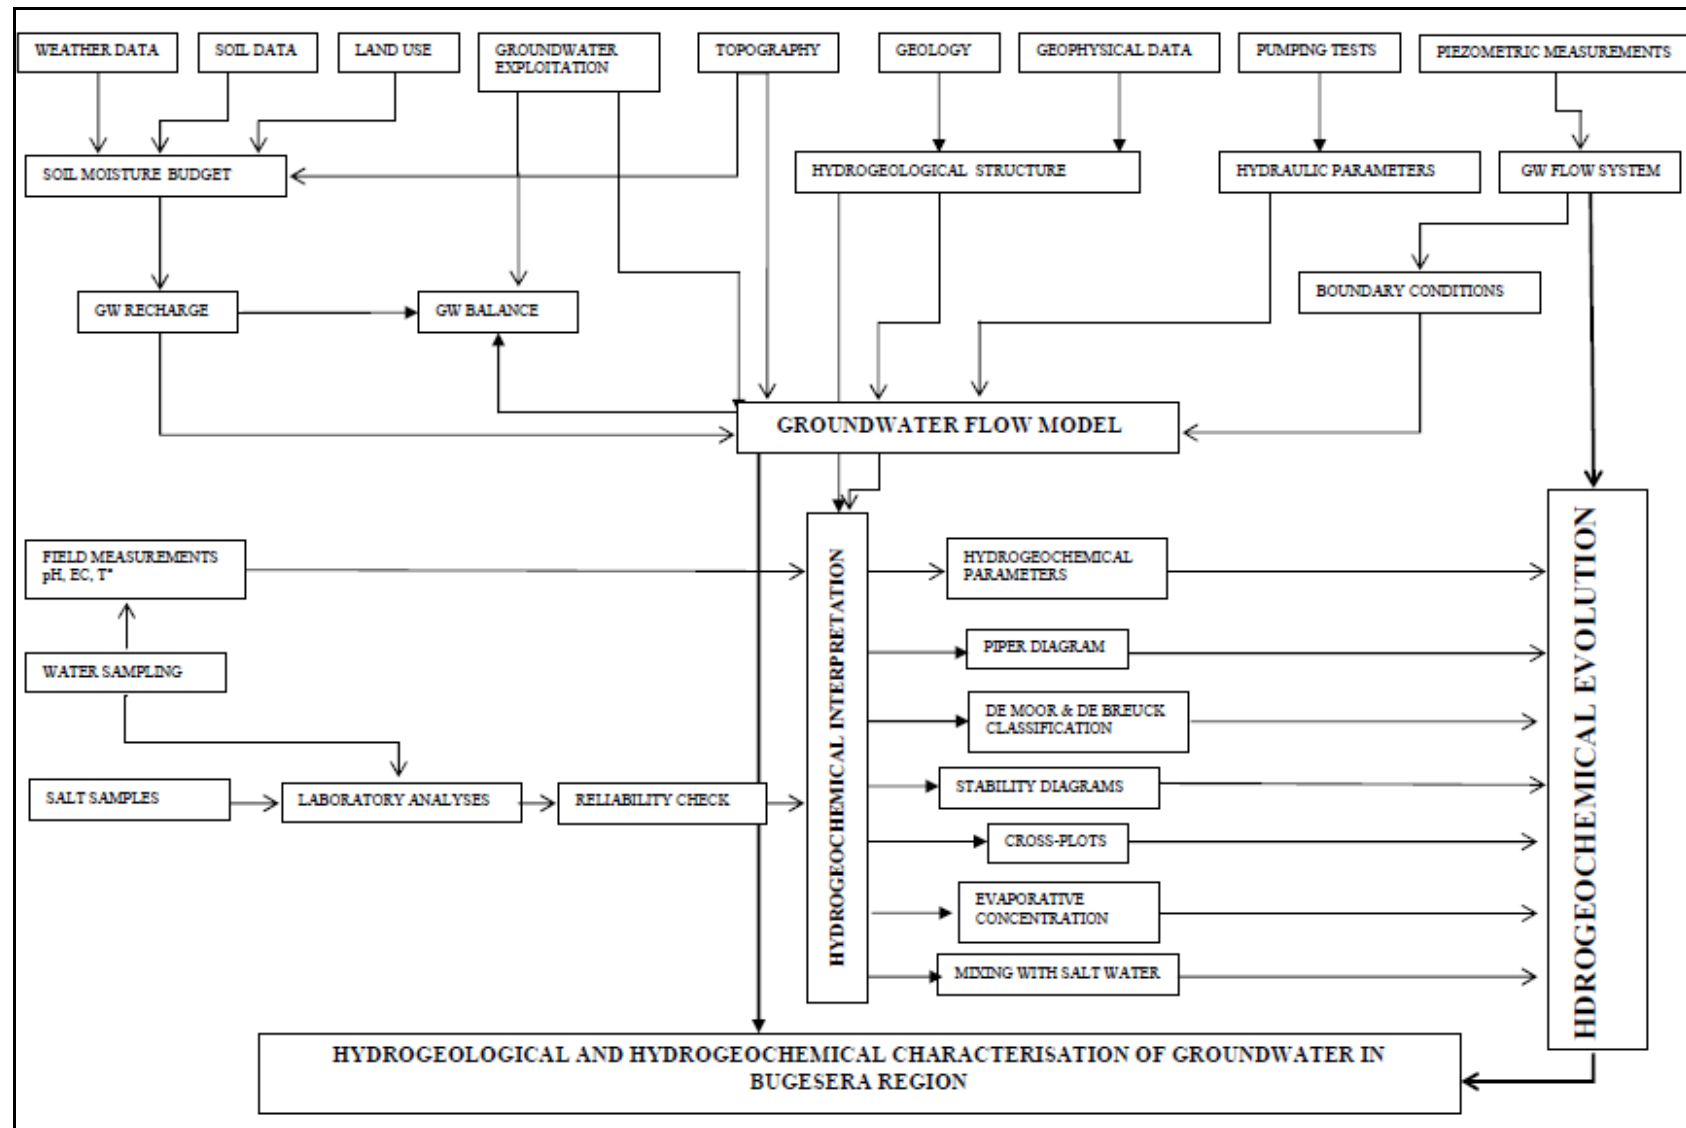 WEATHER DATA
SOIL DATA
LAND USE
GROUNDWATER
EXPLOITATION
TOPOGRAPHY
GEOLOGY
GEOPHYSICAL DATA
PUMPING TESTS
PIEZOMETRIC MEASUREMENTS
SOIL MOISTURE BUDGET
HYDROGEOLOGICAL STRUCTURE
HYDRAULIC PARAMETERS
GW FLOW SYSTEM
GW RECHARGE
GW BALANCE
BOUNDARY CONDITIONS
GROUNDWATER FLOW MODEL
FIELD MEASUREMENTS
pH, EC, T°
WATER SAMPLING
SALT SAMPLES
LABORATORY ANALYSES
RELIABILITY CHECK
HYDROGEOCHEMICAL INTERPRETATION
HYDROGEOCHEMICAL
PARAMETERS
PIPER DIAGRAM
DE MOOR & DE BREUCK
CLASSIFICATION
STABILITY DIAGRAMS
CROSS-PLOTS
EVAPORATIVE
CONCENTRATION
MIXING WITH SALT WATER
HDROGEOCHEMICAL EVOLUTION
HYDROGEOLOGICAL AND HYDROGEOCHEMICAL CHARACTERISATION OF GROUNDWATER IN
BUGESERA REGION